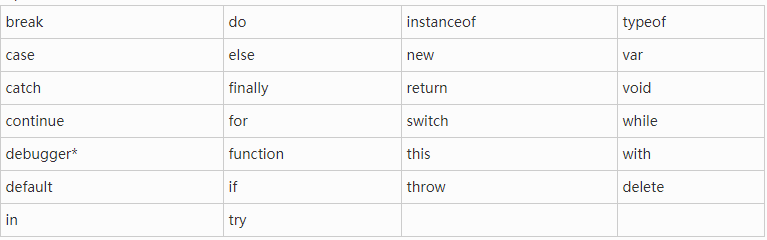 break do instanceof typeof
case else new var
catch finally return void
continue for switch while
debugger* function this with
default if throw delete
in try